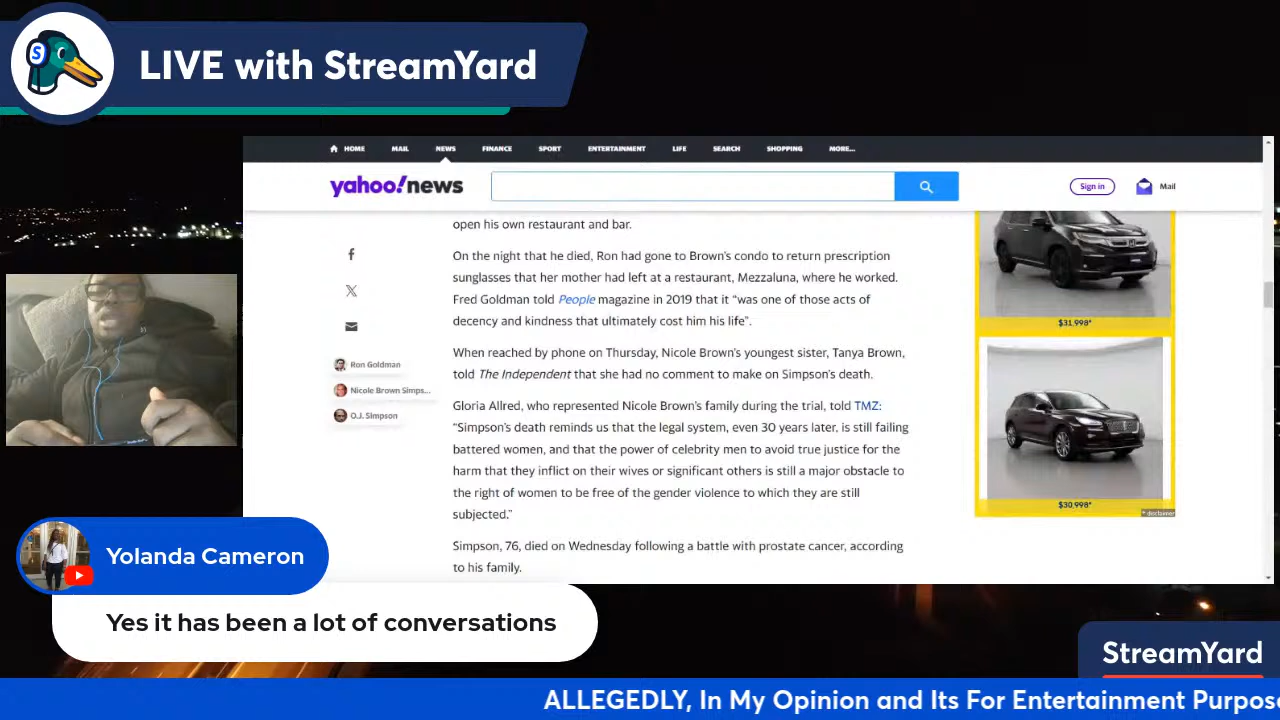 S
LIVE with StreamYard
HOME MAIL NEWS FINANCE SPORT ENTERTAINMENT LIFE SEARCH SHOPPING MORE...
yahoo!news
Sign in
Mail
open his own restaurant and bar.
On the night that he died, Ron had gone to Brown's condo to return prescription
sunglasses that her mother had left at a restaurant, Mezzaluna, where he worked.
Fred Goldman told People magazine in 2019 that it “was one of those acts of
decency and kindness that ultimately cost him his life”.
When reached by phone on Thursday, Nicole Brown's youngest sister, Tanya Brown,
told The Independent that she had no comment to make on Simpson's death.
Gloria Allred, who represented Nicole Brown's family during the trial, told TMZ:
“Simpson's death reminds us that the legal system, even 30 years later, is still failing
battered women, and that the power of celebrity men to avoid true justice for the
harm that they inflict on their wives or significant others is still a major obstacle to
the right of women to be free of the gender violence to which they are still
subjected.”
Simpson, 76, died on Wednesday following a battle with prostate cancer, according
to his family.
Ron Goldman
Nicole Brown Simps...
O.J. Simpson
$31,998*
$30,998*
* disclaimer
Yolanda Cameron
Yes it has been a lot of conversations
StreamYard
ALLEGEDLY, In My Opinion and Its For Entertainment Purpos